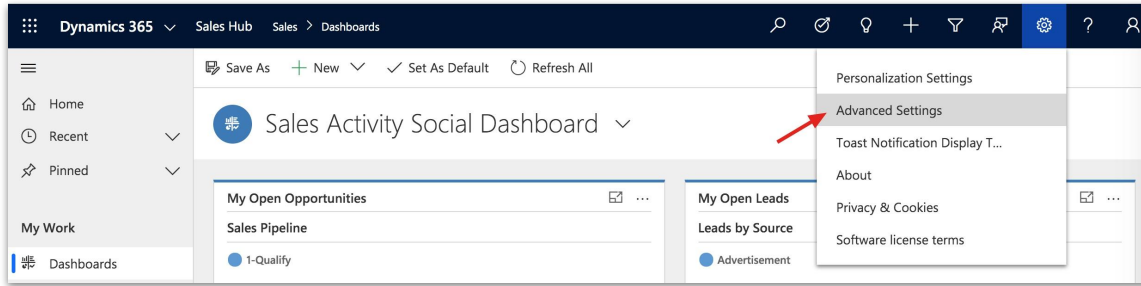 Dynamics 365 Sales Hub Sales > Dashboards ?
Save As New Set As Default Refresh All
Home
Recent
Pinned
My Work
Dashboards
Sales Activity Social Dashboard
My Open Opportunities ...
Sales Pipeline
1-Qualify
My Open Leads ...
Leads by Source
Advertisement
Personalization Settings
Advanced Settings
Toast Notification Display T...
About
Privacy & Cookies
Software license terms